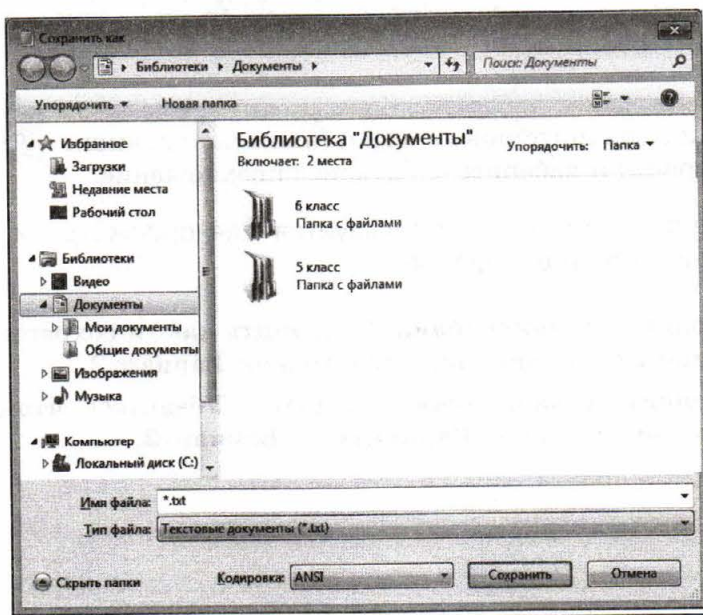 Сохранить как
Библиотеки Документы
Поиск: Документы
Упорядочить Новая папка
Избранное
Загрузки
Недавние места
Рабочий стол
Библиотеки
Видео
Документы
Мои документы
Общие документы
Изображения
Музыка
Компьютер
Локальный диск (C:)
Библиотека "Документы"
Включает: 2 места
Упорядочить: Папка
6 класс
Папка с файлами
5 класс
Папка с файлами
Имя файла: *.txt
Тип файла: Текстовые документы (*.txt)
Скрыть папки
Кодировка: ANSI
Сохранить
Отмена